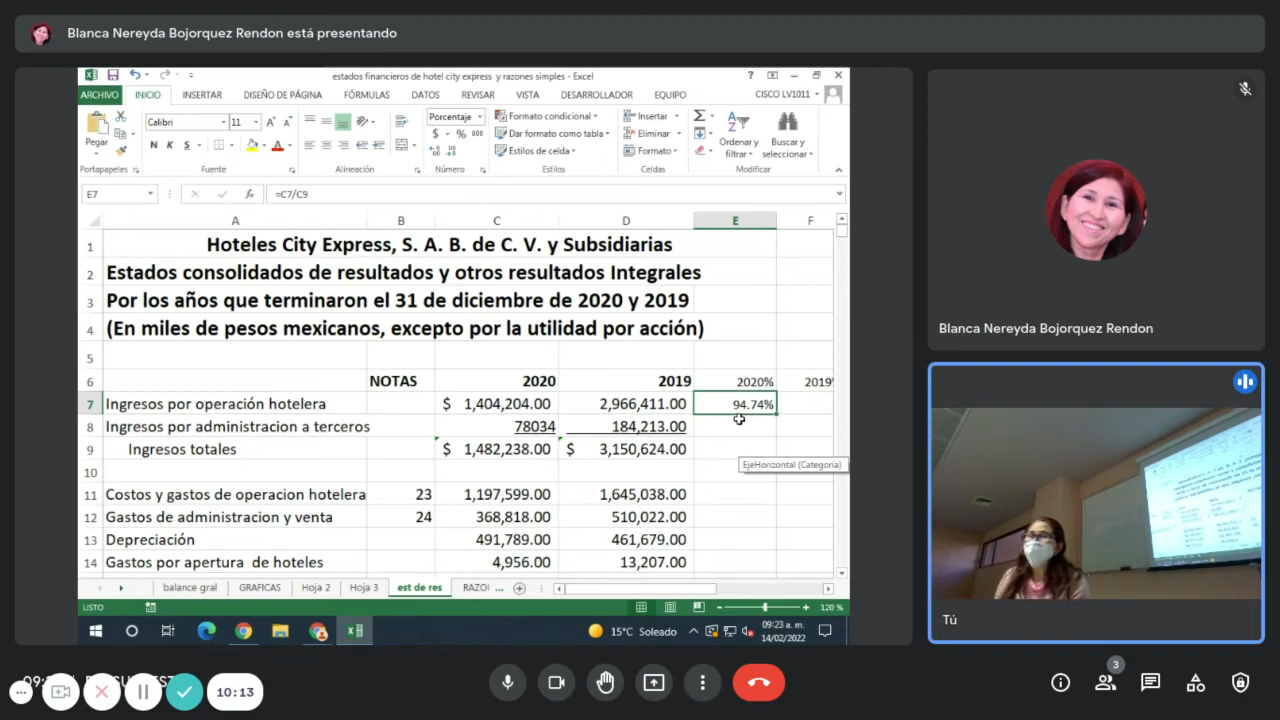 Blanca Nereyda Bojorquez Rendon está presentando
estados financieros de hotel city express y razones simples - Excel
ARCHIVO INICIO INSERTAR DISEÑO DE PÁGINA FÓRMULAS DATOS REVISAR VISTA DESARROLLADOR EQUIPO CISCO LV1011
Pegar
Calibri 11
N K S
Porcentaje
$ % 000
Formato condicional
Dar formato como tabla
Estilos de celda
Insertar
Eliminar
Formato
Ordenar y filtrar
Buscar y seleccionar
Portapapeles Fuente Alineación Número Estilos Celdas Modificar
E7 fx =C7/C9
A B C D E F
1 Hoteles City Express, S. A. B. de C. V. y Subsidiarias
2 Estados consolidados de resultados y otros resultados Integrales
3 Por los años que terminaron el 31 de diciembre de 2020 y 2019
4 (En miles de pesos mexicanos, excepto por la utilidad por acción)
5
6 NOTAS 2020 2019 2020% 2019
7 Ingresos por operación hotelera $ 1,404,204.00 2,966,411.00 94.74%
8 Ingresos por administracion a terceros 78034 184,213.00
9 Ingresos totales $ 1,482,238.00 $ 3,150,624.00
EjeHorizontal (Categoría)
10
11 Costos y gastos de operacion hotelera 23 1,197,599.00 1,645,038.00
12 Gastos de administracion y venta 24 368,818.00 510,022.00
13 Depreciación 491,789.00 461,679.00
14 Gastos por apertura de hoteles 4,956.00 13,207.00
balance gral GRAFICAS Hoja 2 Hoja 3 est de res RAZOI ...
LISTO 120 %
15°C Soleado 09:23 a. m.
14/02/2022
Blanca Nereyda Bojorquez Rendon
Tú
10:13
3